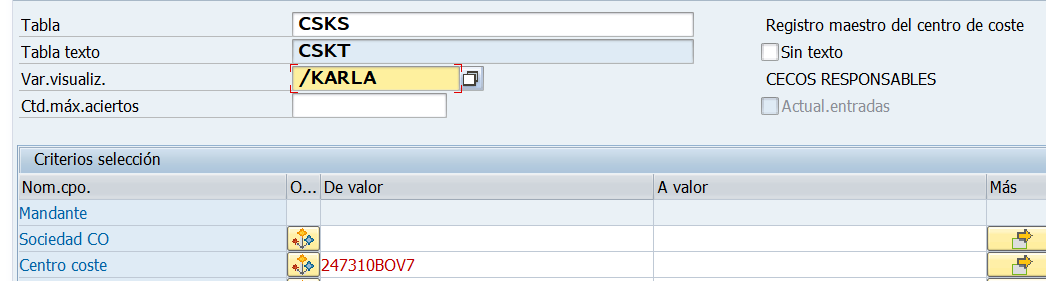 Tabla CSKS Registro maestro del centro de coste
Tabla texto CSKT Sin texto
Var.visualiz. /KARLA CECOS RESPONSABLES
Ctd.máx.aciertos Actual.entradas
Criterios selección
Nom.cpo. O... De valor A valor Más
Mandante
Sociedad CO
Centro coste 247310BOV7